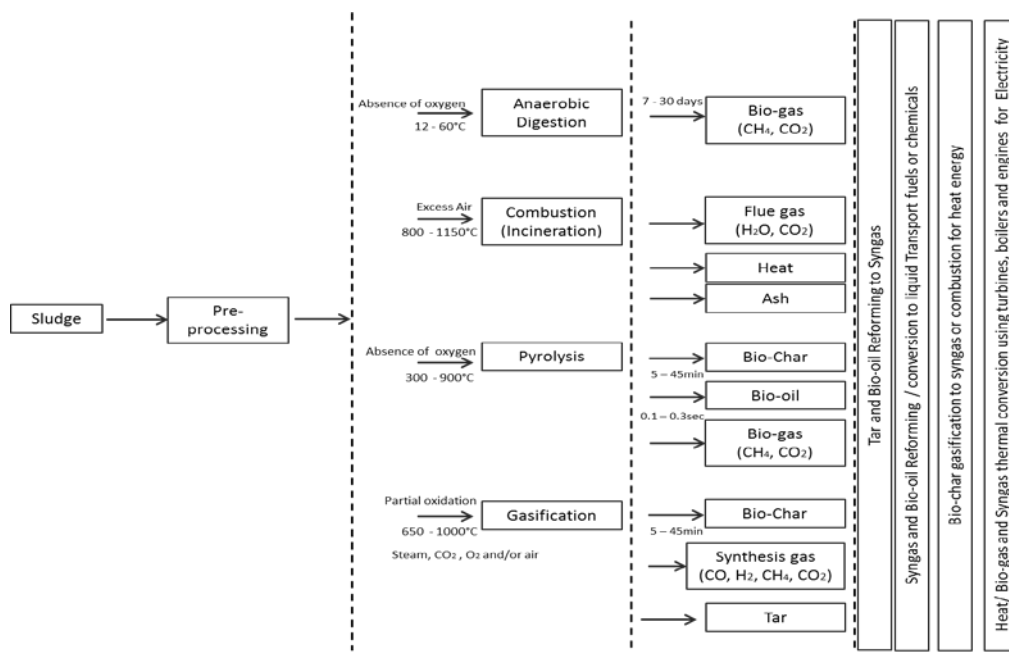 Sludge
Pre-
processing
Absence of oxygen
12 - 60°C
Anaerobic
Digestion
7 - 30 days
Bio-gas
(CH₄, CO₂)
Excess Air
800 - 1150°C
Combustion
(Incineration)
Flue gas
(H₂O, CO₂)
Heat
Ash
Absence of oxygen
300 - 900°C
Pyrolysis
Bio-Char
5 – 45min
Bio-oil
0.1 – 0.3sec
Bio-gas
(CH₄, CO₂)
Partial oxidation
650 - 1000°C
Steam, CO₂ , O₂ and/or air
Gasification
Bio-Char
5 – 45min
Synthesis gas
(CO, H₂, CH₄, CO₂)
Tar
Tar and Bio-oil Reforming to Syngas
Syngas and Bio-oil Reforming / conversion to liquid Transport fuels or chemicals
Bio-char gasification to syngas or combustion for heat energy
Heat/ Bio-gas and Syngas thermal conversion using turbines, boilers and engines for Electricity